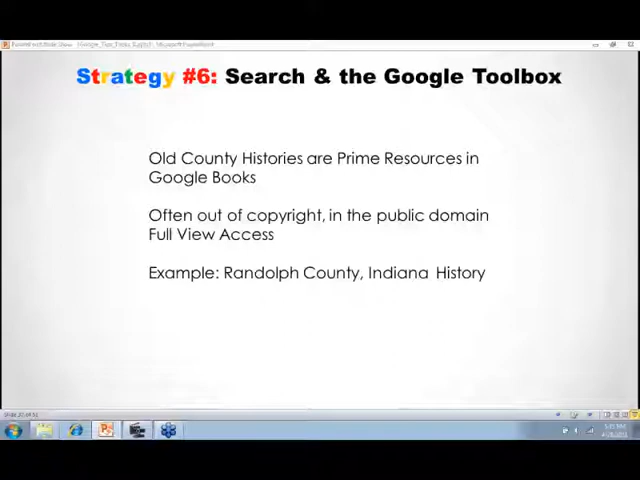 Strategy #6: Search & the Google Toolbox
Old County Histories are Prime Resources in
Google Books
Often out of copyright, in the public domain
Full View Access
Example: Randolph County, Indiana History